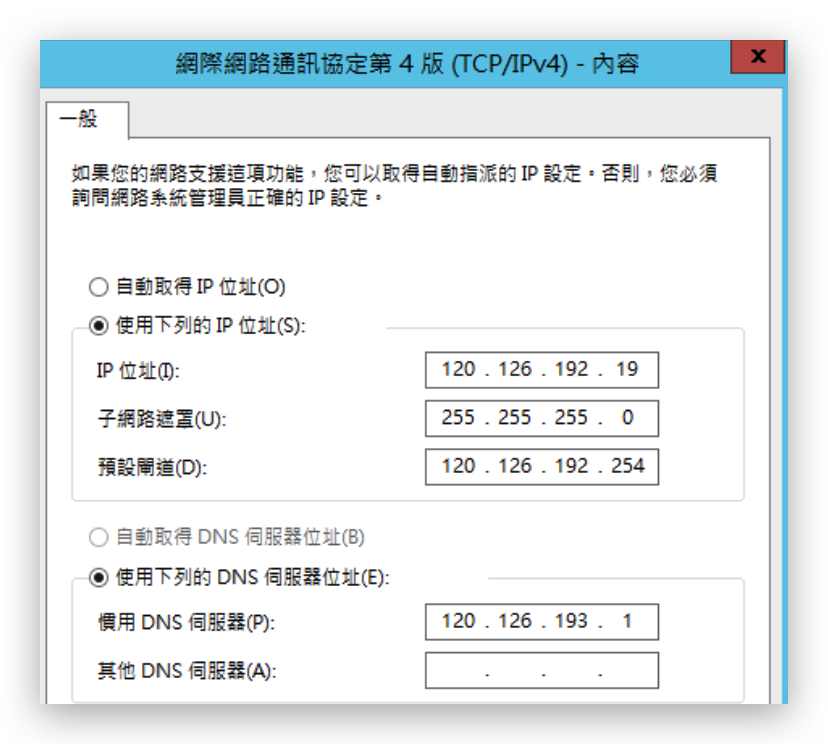 網際網路通訊協定第 4 版 (TCP/IPv4) - 內容
x
一般
如果您的網路支援這項功能，您可以取得自動指派的 IP 設定。否則，您必須
詢問網路系統管理員正確的 IP 設定。
自動取得 IP 位址(O)
使用下列的 IP 位址(S):
IP 位址(I): 120 . 126 . 192 . 19
子網路遮罩(U): 255 . 255 . 255 . 0
預設閘道(D): 120 . 126 . 192 . 254
自動取得 DNS 伺服器位址(B)
使用下列的 DNS 伺服器位址(E):
慣用 DNS 伺服器(P): 120 . 126 . 193 . 1
其他 DNS 伺服器(A): . . .